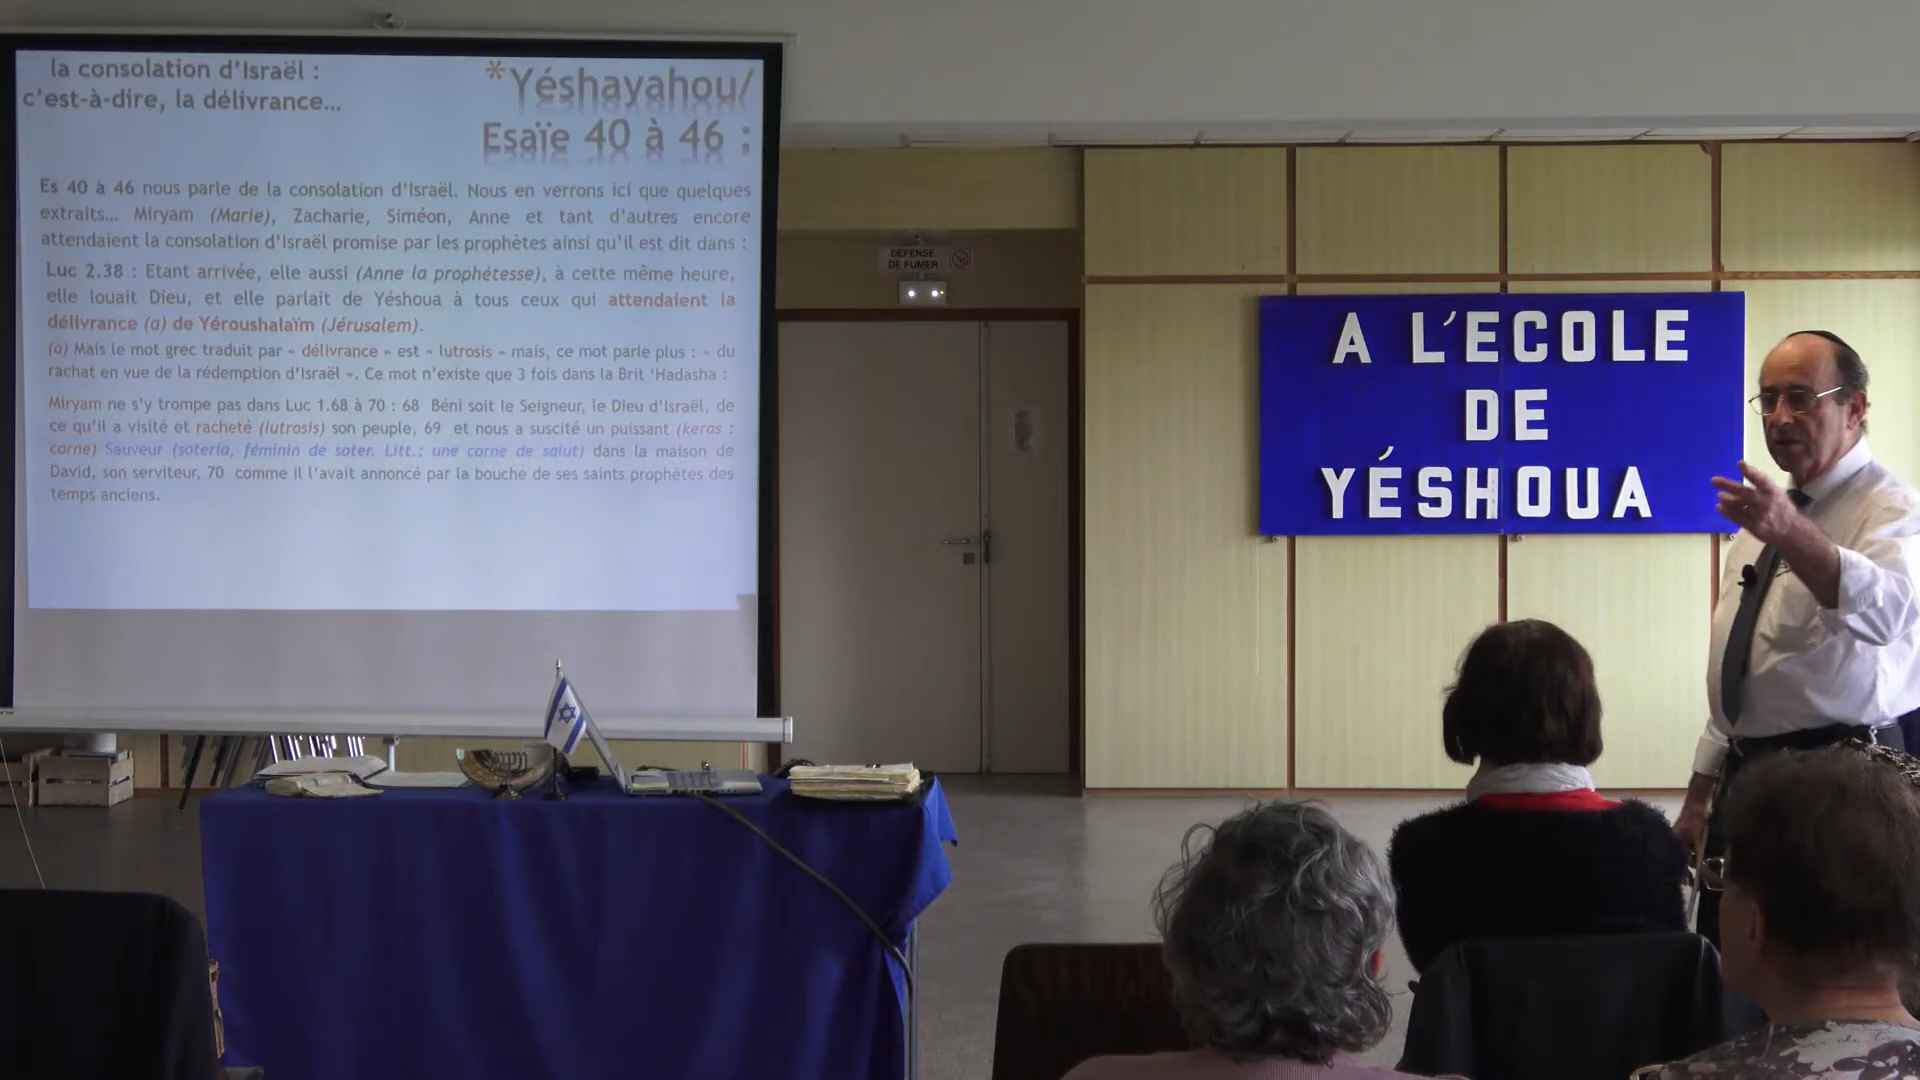 la consolation d'Israël :
c'est-à-dire, la délivrance...
*Yéshayahou/
Esaïe 40 à 46 :
Es 40 à 46 nous parle de la consolation d'Israël. Nous en verrons ici que quelques
extraits... Miryam (Marie), Zacharie, Siméon, Anne et tant d'autres encore
attendaient la consolation d'Israël promise par les prophètes ainsi qu'il est dit dans :
Luc 2.38 : Etant arrivée, elle aussi (Anne la prophétesse), à cette même heure,
elle louait Dieu, et elle parlait de Yéshoua à tous ceux qui attendaient la
délivrance (a) de Yéroushalaïm (Jérusalem).
(a) Mais le mot grec traduit par « délivrance » est « lutrosis » mais, ce mot parle plus : « du
rachat en vue de la rédemption d'Israël ». Ce mot n'existe que 3 fois dans la Brit 'Hadasha :
Miryam ne s'y trompe pas dans Luc 1.68 à 70 : 68 Béni soit le Seigneur, le Dieu d'Israël, de
ce qu'il a visité et racheté (lutrosis) son peuple, 69 et nous a suscité un puissant (keras :
corne) Sauveur (soteria, féminin de soter. Litt.: une corne de salut) dans la maison de
David, son serviteur, 70 comme il l'avait annoncé par la bouche de ses saints prophètes des
temps anciens.
DEFENSE
DE FUMER
A L'ECOLE
DE
YÉSHOUA